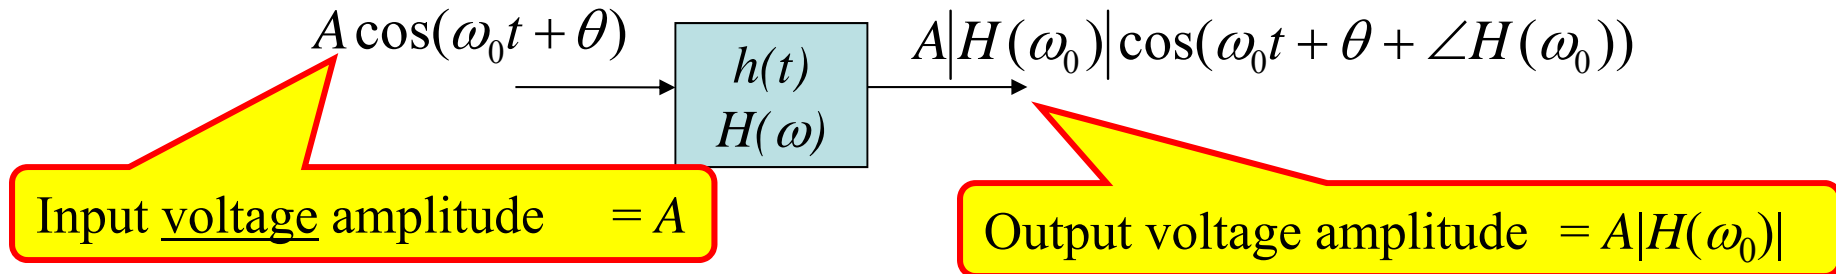 A cos(ω₀t + θ)
h(t)
H(ω)
A|H(ω₀)|cos(ω₀t + θ + ∠H(ω₀))
Input voltage amplitude = A
Output voltage amplitude = A|H(ω₀)|